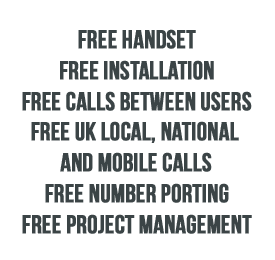 FREE HANDSET
FREE INSTALLATION
FREE CALLS BETWEEN USERS
FREE UK LOCAL, NATIONAL
AND MOBILE CALLS
FREE NUMBER PORTING
FREE PROJECT MANAGEMENT